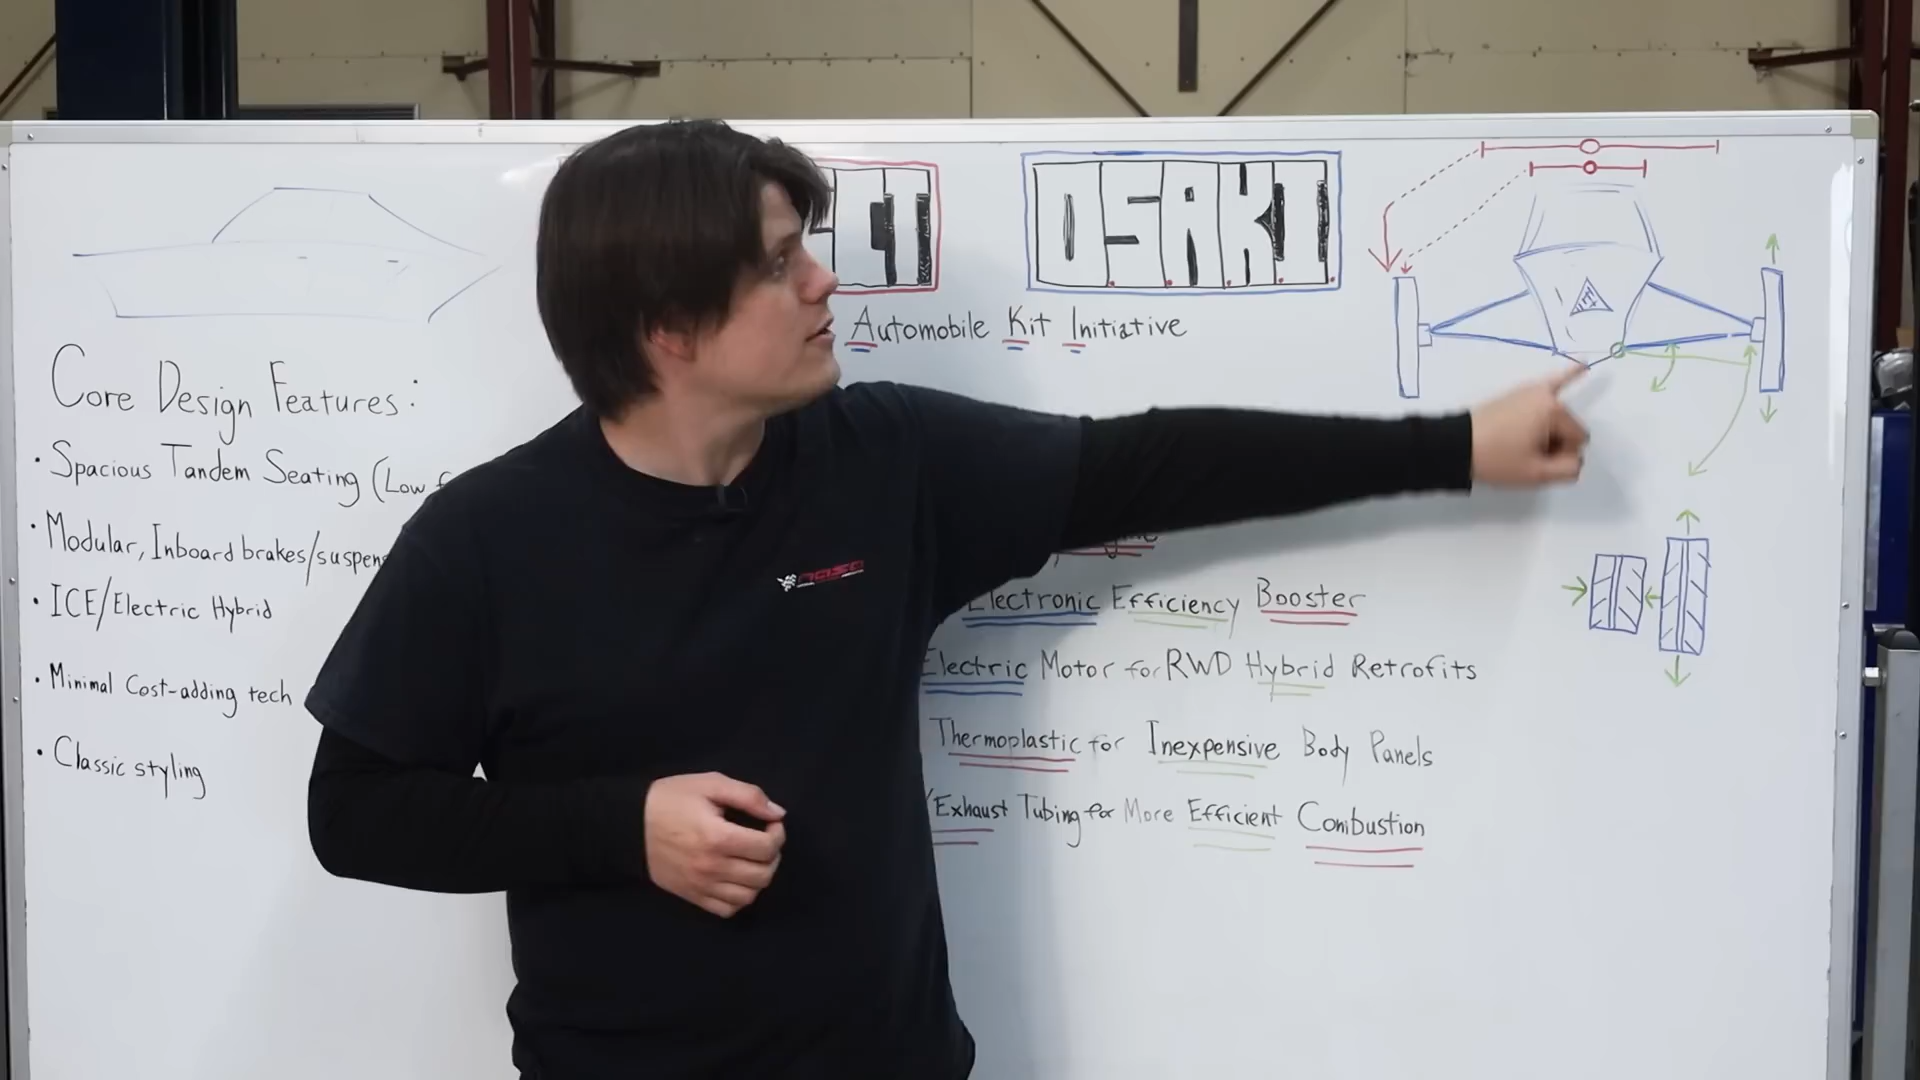 OSAKI
Automobile Kit Initiative
Core Design Features:
• Spacious Tandem Seating (Low
• Modular, Inboard brakes/suspens
• ICE/Electric Hybrid
• Minimal Cost-adding tech
• Classic styling
Electronic Efficiency Booster
Electric Motor for RWD Hybrid Retrofits
Thermoplastic for Inexpensive Body Panels
/Exhaust Tubing for More Efficient Combustion
nasa